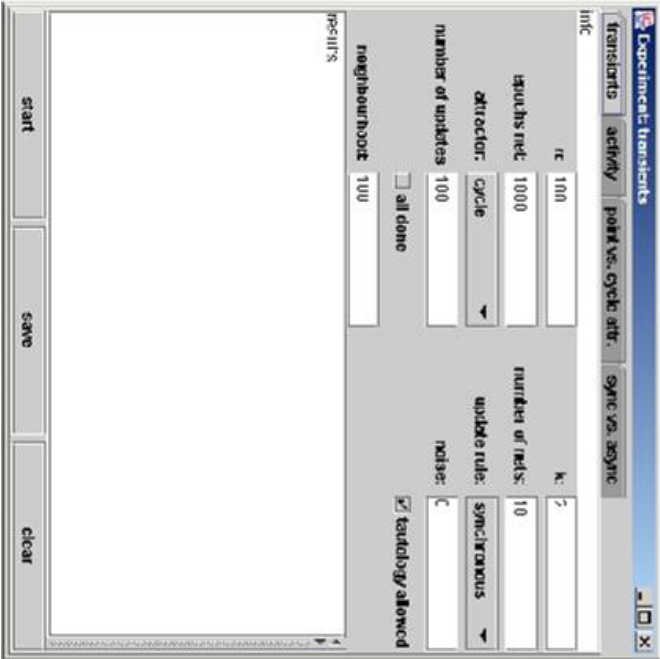 Experiment: transients
transients activity point vs. cycle attr. sync vs. async
info
n: 100 k: 5
epochs net: 1000 number of nets: 10
attractor: cycle update rule: synchronous
number of updates 100 noise: 0
all done tautology allowed
neighbourhood: 100
results
start save clear